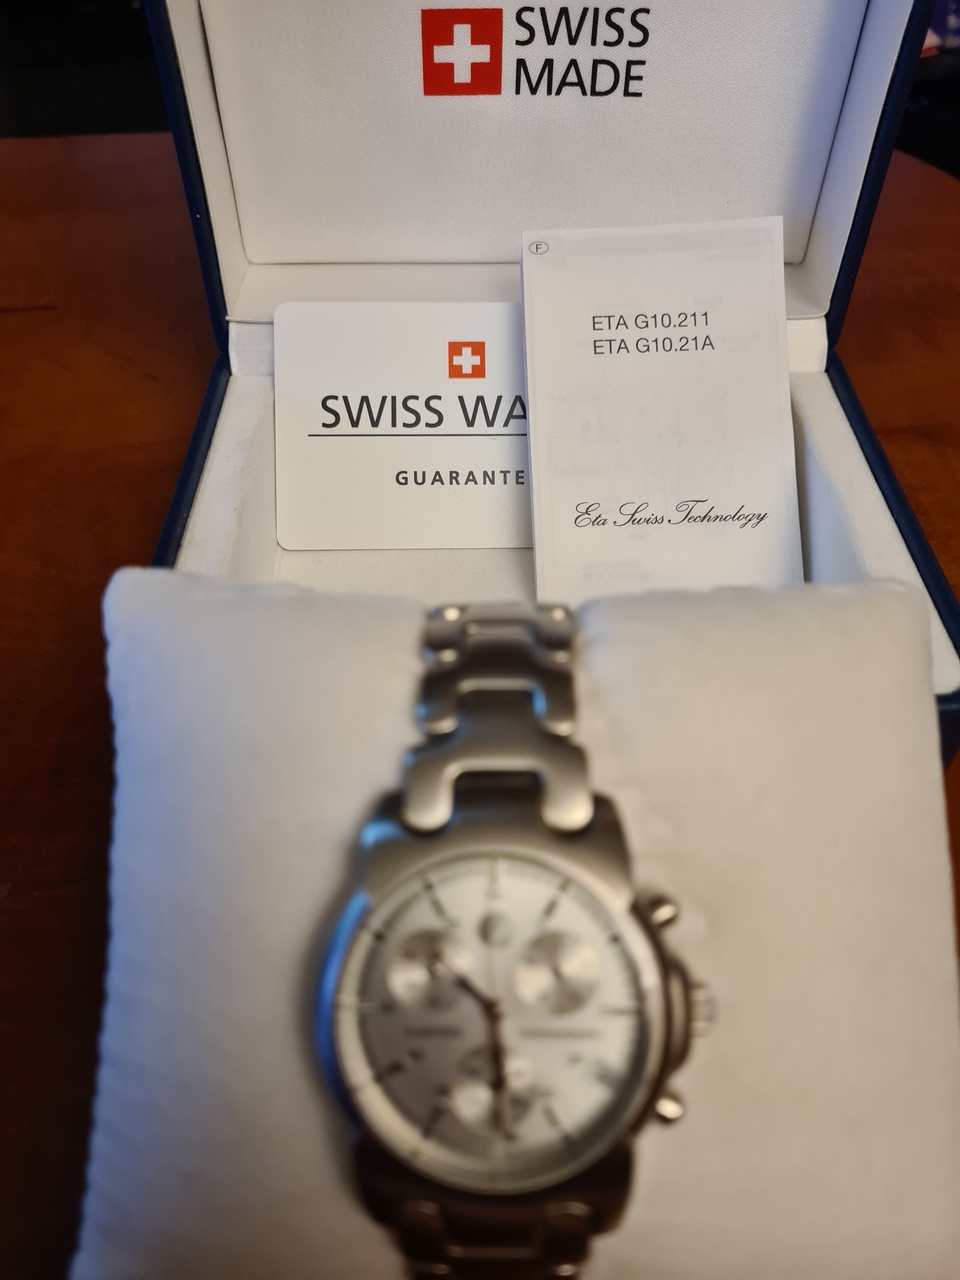 SWISS
MADE
F
ETA G10.211
ETA G10.21A
SWISS WA
GUARANTE
Eta Swiss Technology